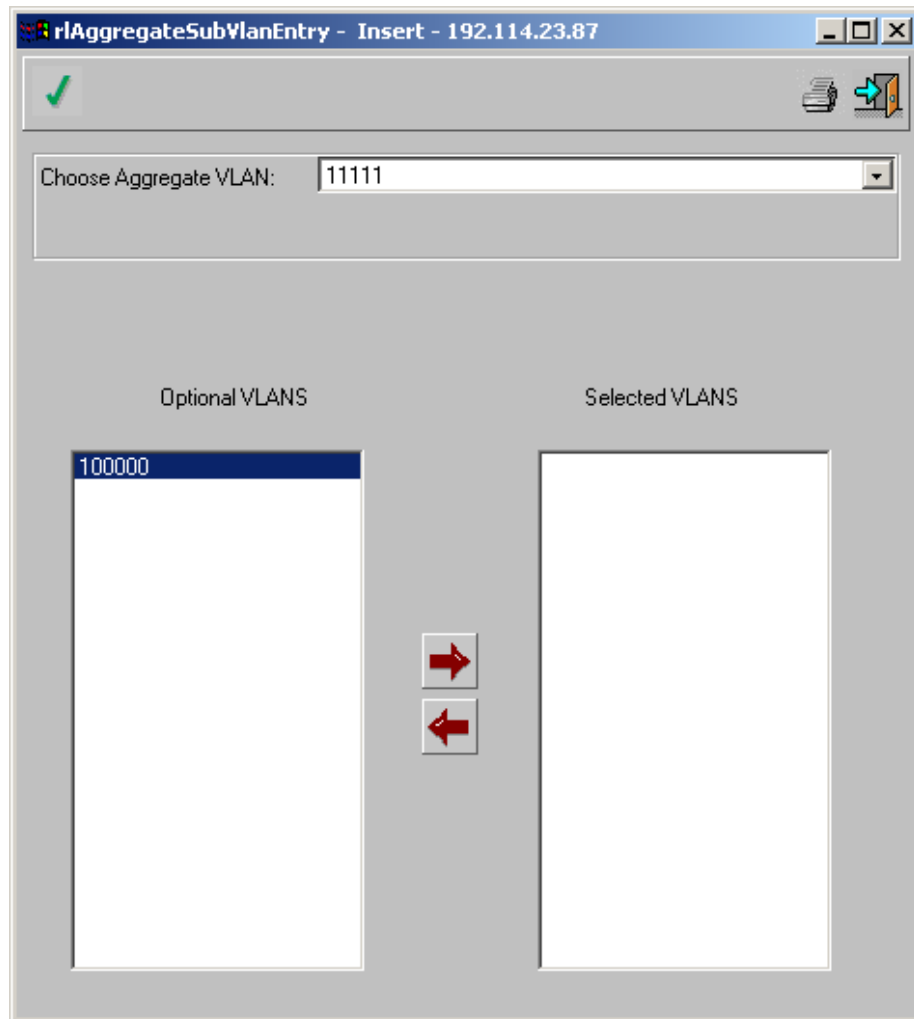 rlAggregateSubVlanEntry - Insert - 192.114.23.87
Choose Aggregate VLAN: 11111
Optional VLANS Selected VLANS
100000